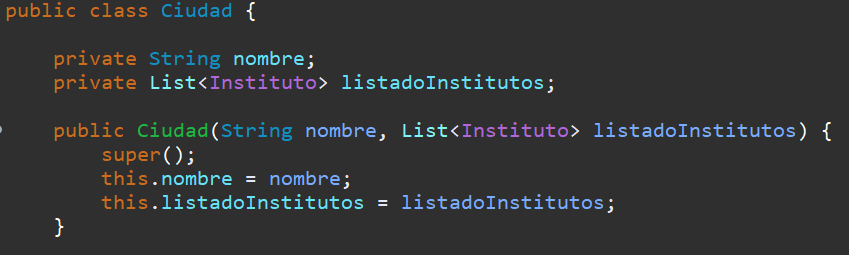 public class Ciudad {
private String nombre;
private List<Instituto> listadoInstitutos;
public Ciudad(String nombre, List<Instituto> listadoInstitutos) {
super();
this.nombre = nombre;
this.listadoInstitutos = listadoInstitutos;
}